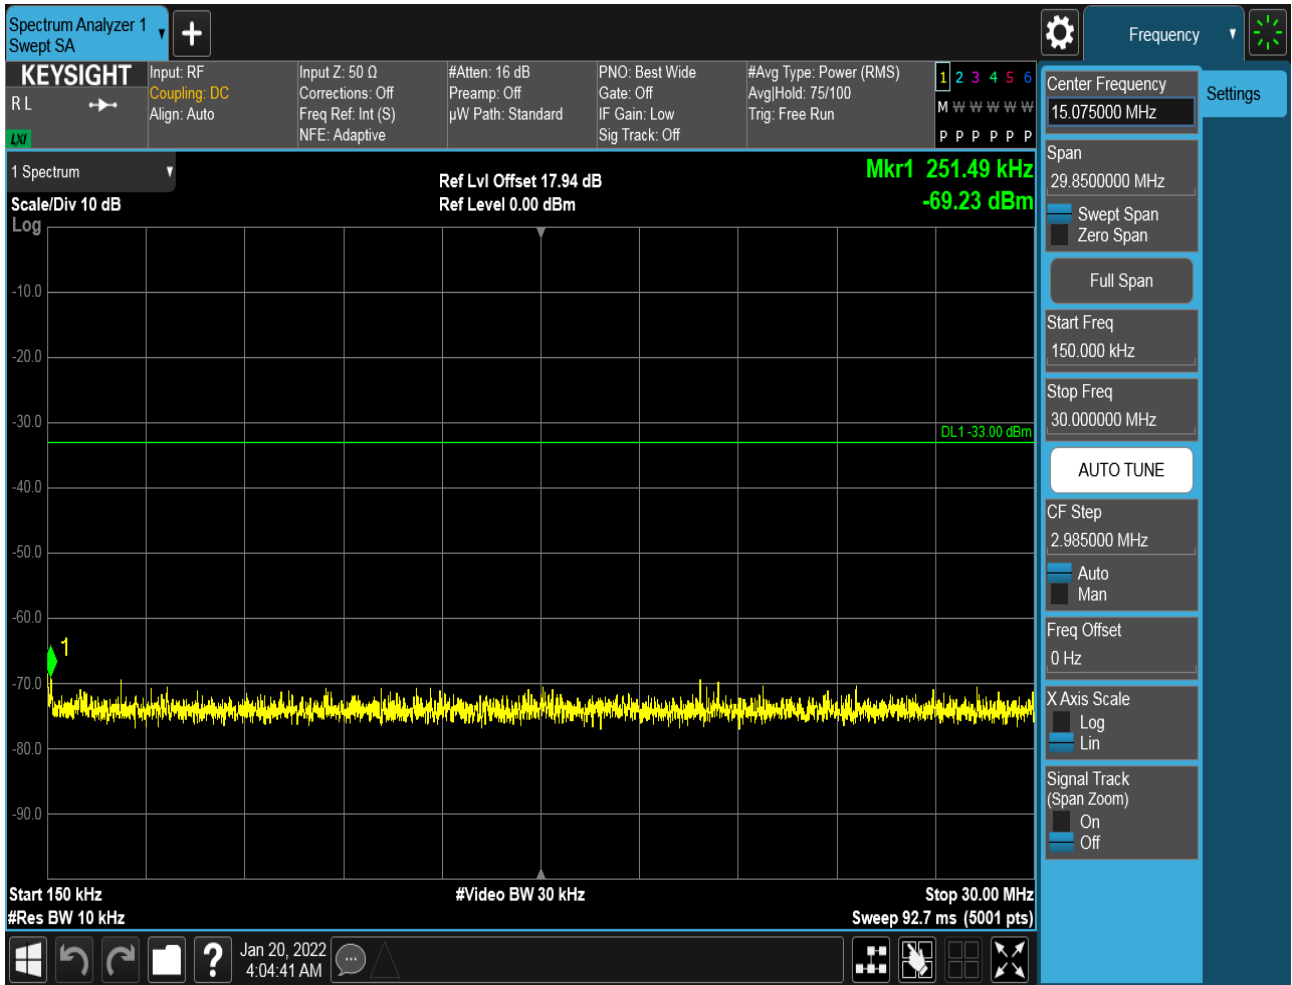 Spectrum Analyzer 1
Swept SA
+
Frequency
KEYSIGHT
R L
LXI
Input: RF
Coupling: DC
Align: Auto
Input Z: 50 Ω
Corrections: Off
Freq Ref: Int (S)
NFE: Adaptive
#Atten: 16 dB
Preamp: Off
µW Path: Standard
PNO: Best Wide
Gate: Off
IF Gain: Low
Sig Track: Off
#Avg Type: Power (RMS)
Avg|Hold: 75/100
Trig: Free Run
1 2 3 4 5 6
M W W W W W
P P P P P P
1 Spectrum
Scale/Div 10 dB
Log
Ref Lvl Offset 17.94 dB
Ref Level 0.00 dBm
Mkr1 251.49 kHz
-69.23 dBm
-10.0
-20.0
-30.0
DL1 -33.00 dBm
-40.0
-50.0
-60.0
1
-70.0
-80.0
-90.0
Start 150 kHz
#Video BW 30 kHz
Stop 30.00 MHz
#Res BW 10 kHz
Sweep 92.7 ms (5001 pts)
Center Frequency
15.075000 MHz
Settings
Span
29.8500000 MHz
Swept Span
Zero Span
Full Span
Start Freq
150.000 kHz
Stop Freq
30.000000 MHz
AUTO TUNE
CF Step
2.985000 MHz
Auto
Man
Freq Offset
0 Hz
X Axis Scale
Log
Lin
Signal Track
(Span Zoom)
On
Off
?
Jan 20, 2022
4:04:41 AM